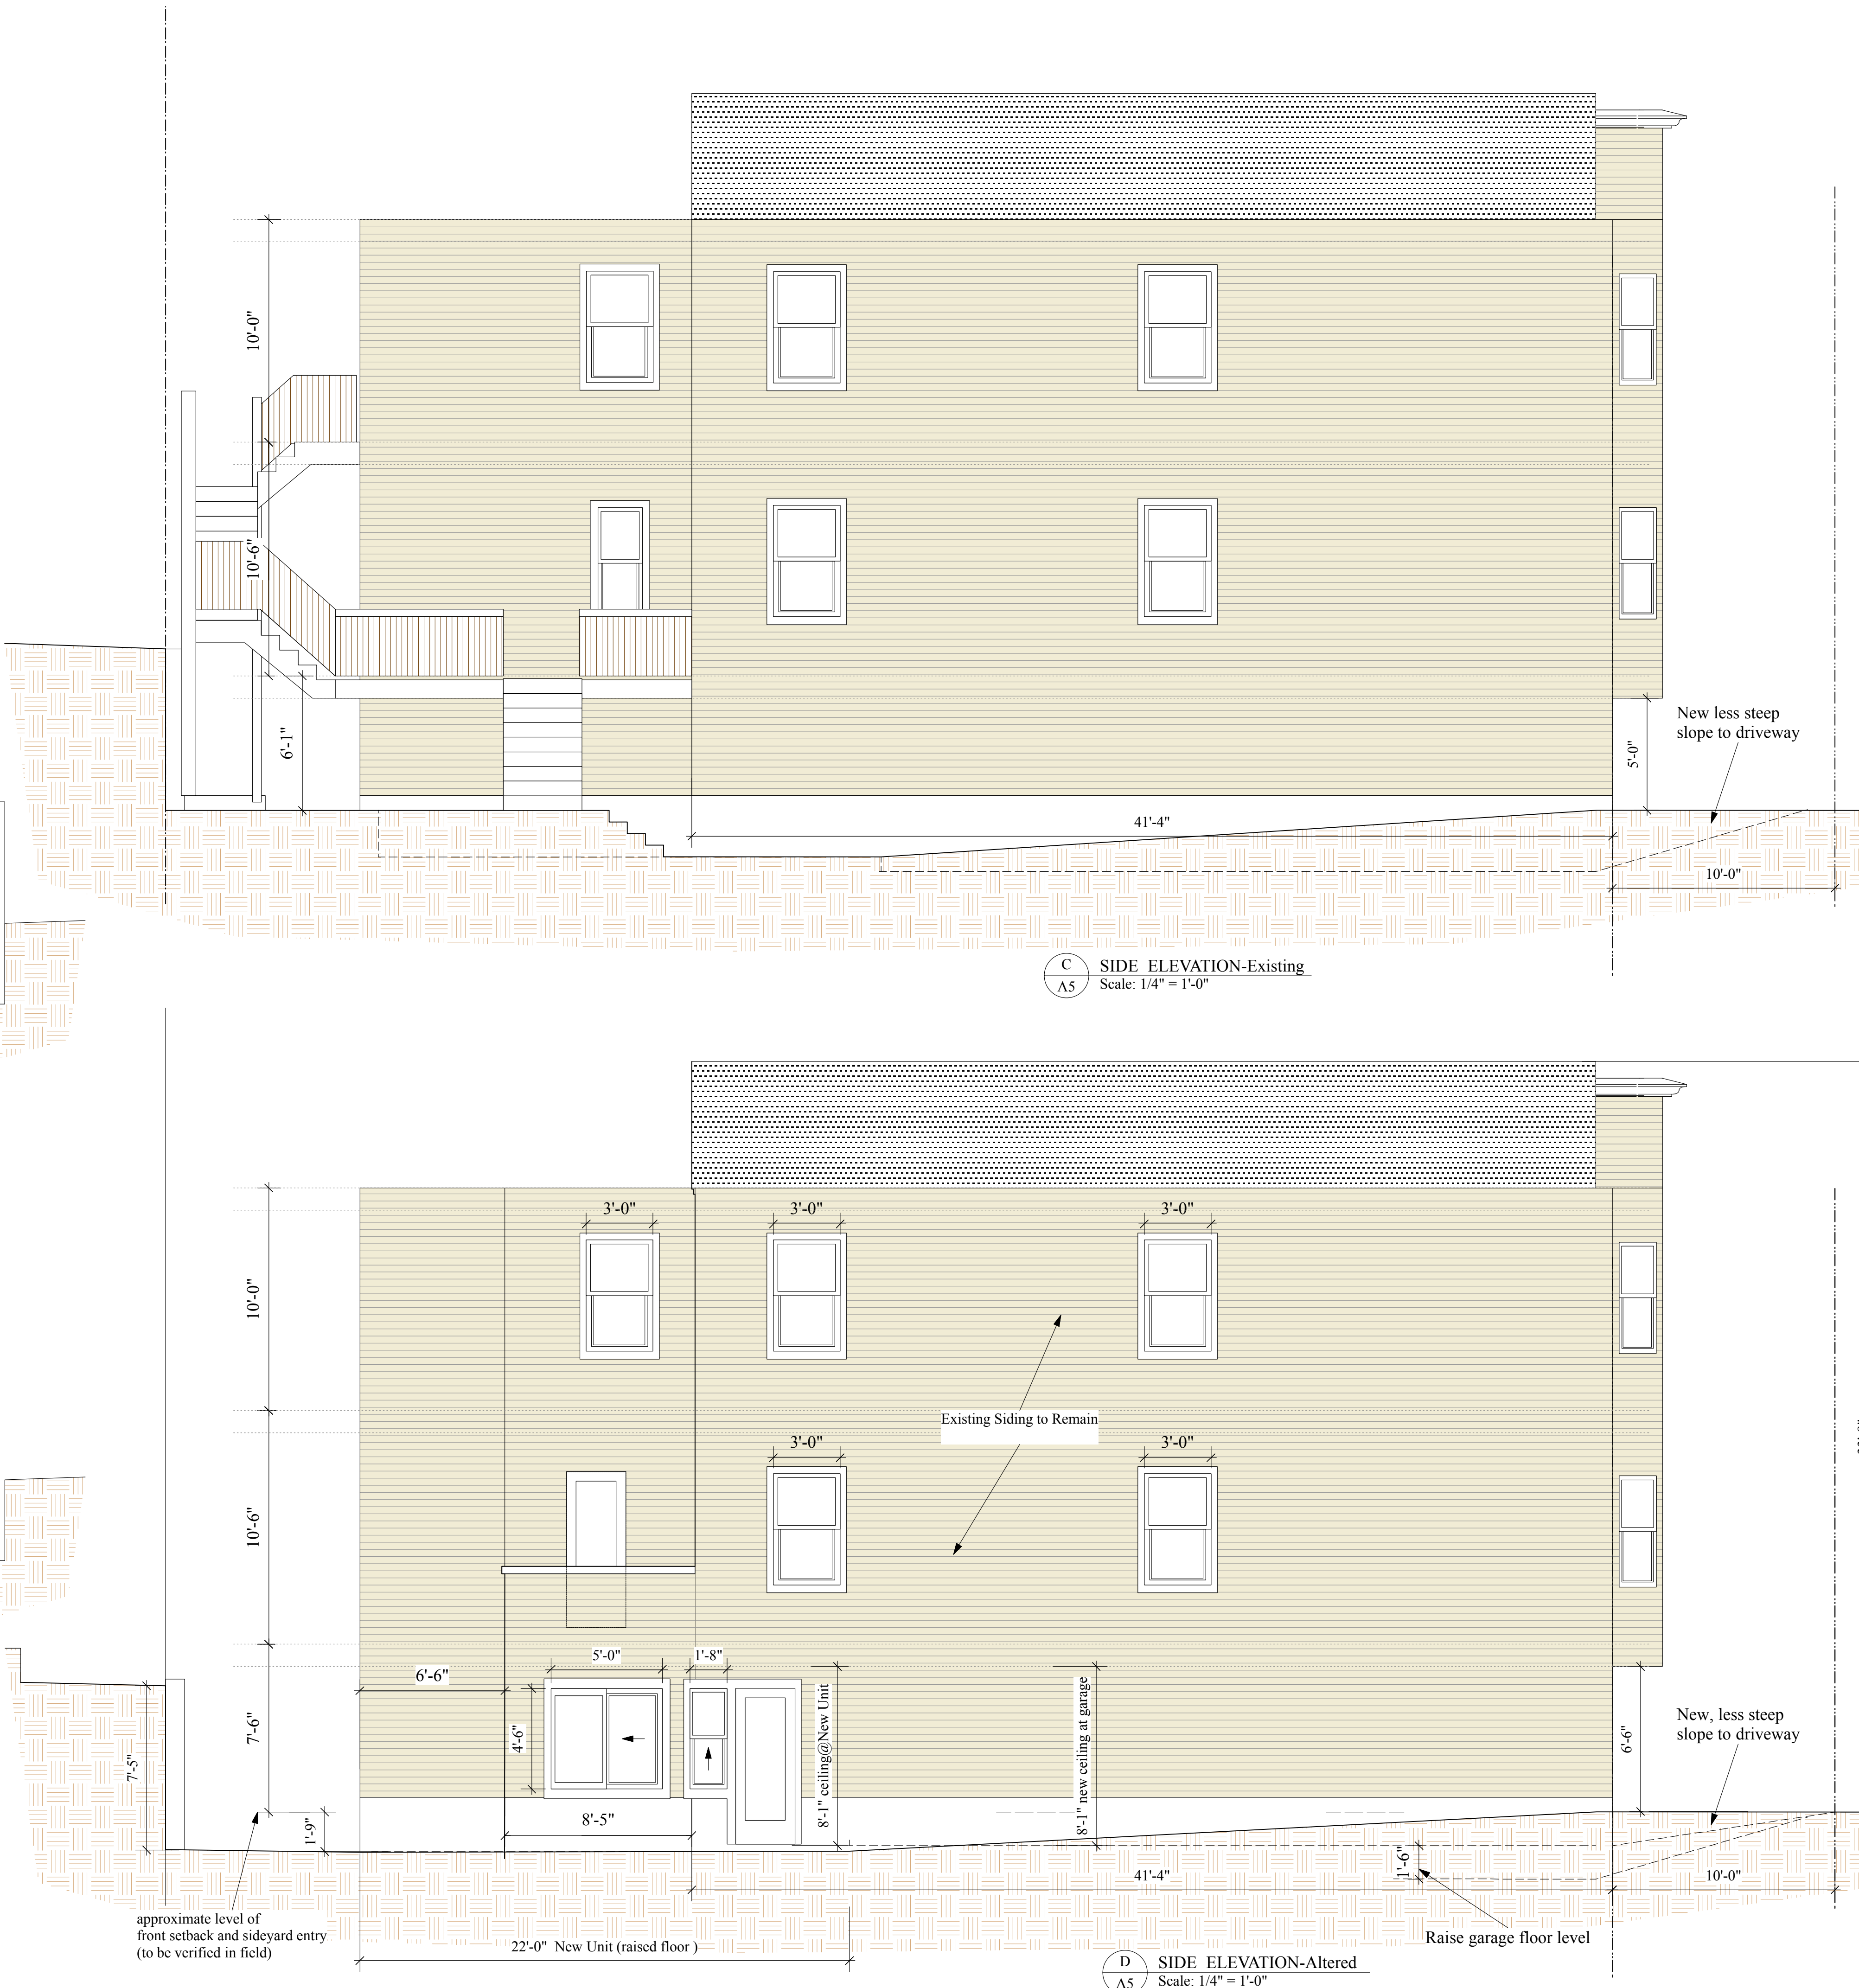 10'-0"
10'-6"
6'-1"
New less steep
slope to driveway
5'-0"
41'-4"
10'-0"
C
A5
SIDE ELEVATION-Existing
Scale: 1/4" = 1'-0"
3'-0"
3'-0"
3'-0"
10'-0"
Existing Siding to Remain
3'-0"
3'-0"
10'-6"
5'-0"
1'-8"
6'-6"
7'-6"
4'-6"
8'-1" ceiling@New Unit
8'-1" new ceiling at garage
6'-6"
New, less steep
slope to driveway
7'-5"
1'-9"
8'-5"
1'-6"
41'-4"
10'-0"
approximate level of
front setback and sideyard entry
(to be verified in field)
22'-0" New Unit (raised floor )
Raise garage floor level
D
A5
SIDE ELEVATION-Altered
Scale: 1/4" = 1'-0"